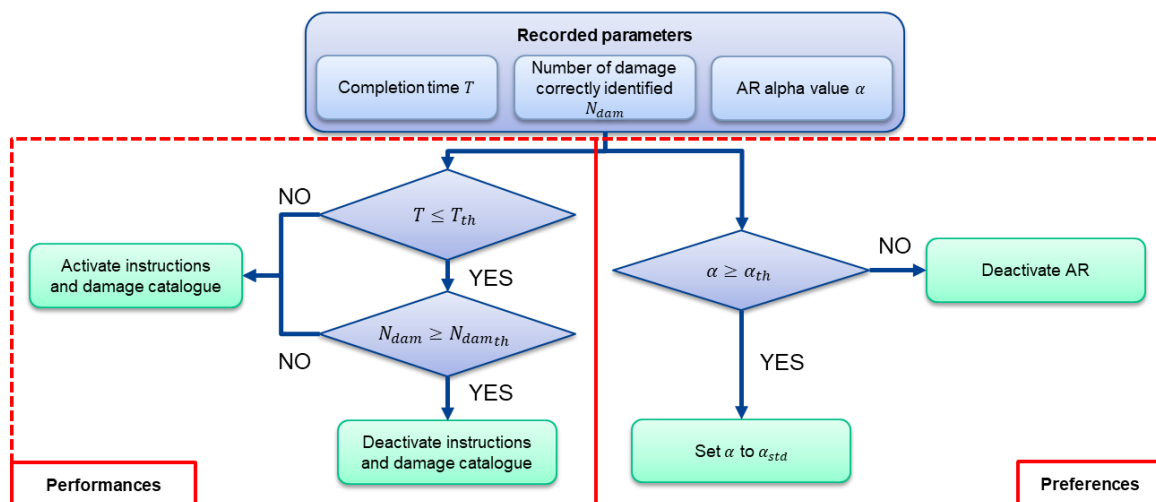 Recorded parameters
Completion time T
Number of damage
correctly identified
N_dam
AR alpha value α
NO
T ≤ T_th
YES
Activate instructions
and damage catalogue
N_dam ≥ N_dam_th
NO
YES
Deactivate instructions
and damage catalogue
Performances
α ≥ α_th
NO
Deactivate AR
YES
Set α to α_std
Preferences